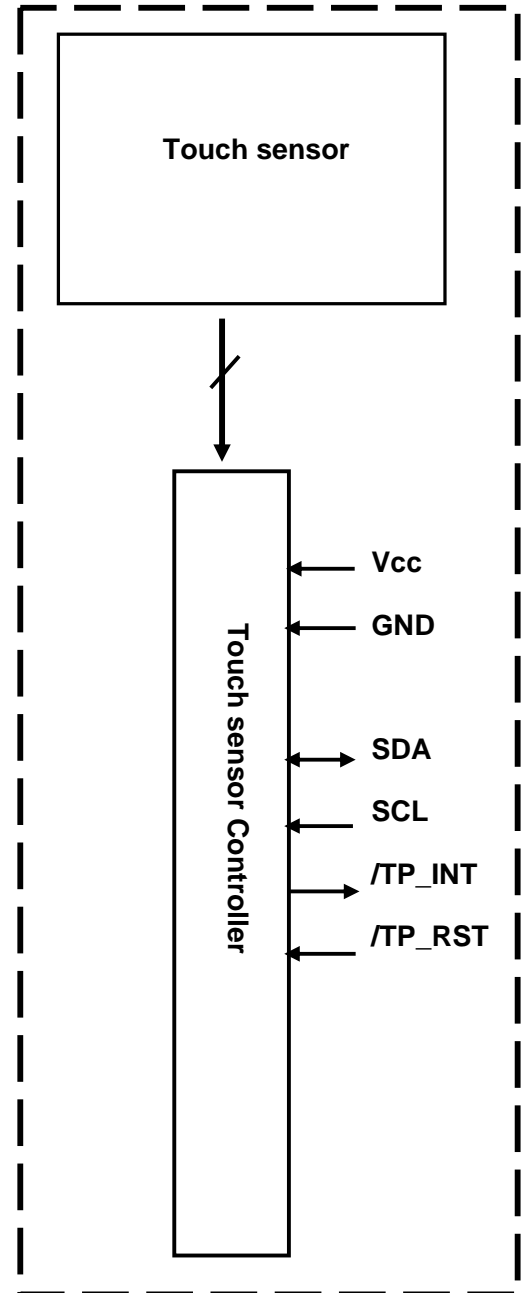 Touch sensor
Touch sensor Controller
Vcc
GND
SDA
SCL
/TP_INT
/TP_RST